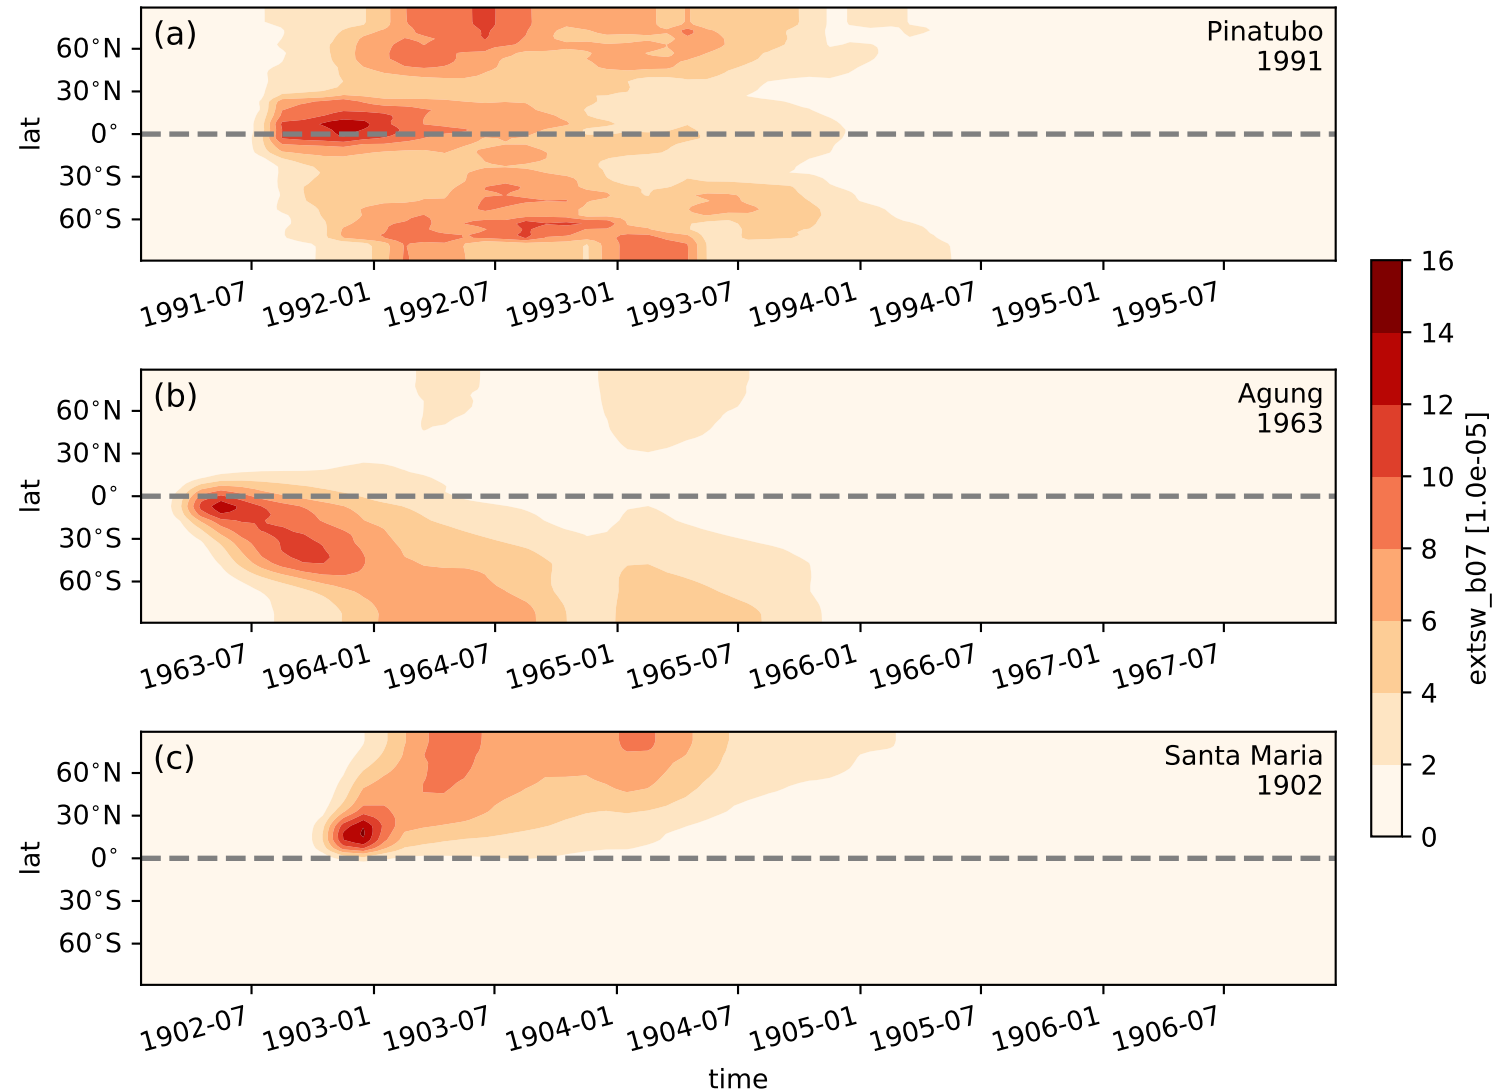 (a)
Pinatubo
1991
lat
60°N
30°N
0°
30°S
60°S
1991-07 1992-01 1992-07 1993-01 1993-07 1994-01 1994-07 1995-01 1995-07
(b)
Agung
1963
lat
60°N
30°N
0°
30°S
60°S
1963-07 1964-01 1964-07 1965-01 1965-07 1966-01 1966-07 1967-01 1967-07
(c)
Santa Maria
1902
lat
60°N
30°N
0°
30°S
60°S
1902-07 1903-01 1903-07 1904-01 1904-07 1905-01 1905-07 1906-01 1906-07
time
16
14
12
10
8
6
4
2
0
extsw_b07 [1.0e-05]